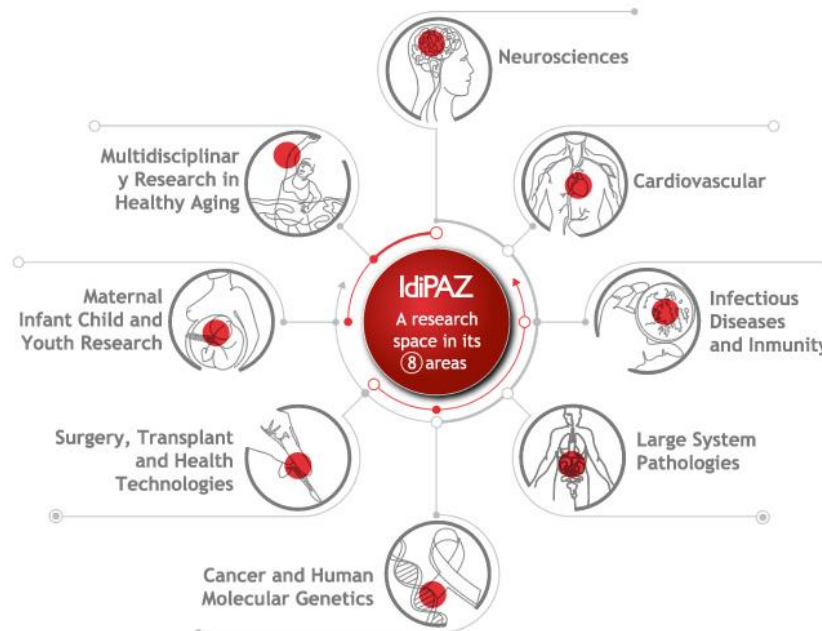 Neurosciences
Multidisciplinar
y Research in
Healthy Aging
Cardiovascular
IdiPAZ
A research
space in its
8 areas
Maternal
Infant Child and
Youth Research
Infectious
Diseases
and Inmunity
Surgery, Transplant
and Health
Technologies
Large System
Pathologies
Cancer and Human
Molecular Genetics